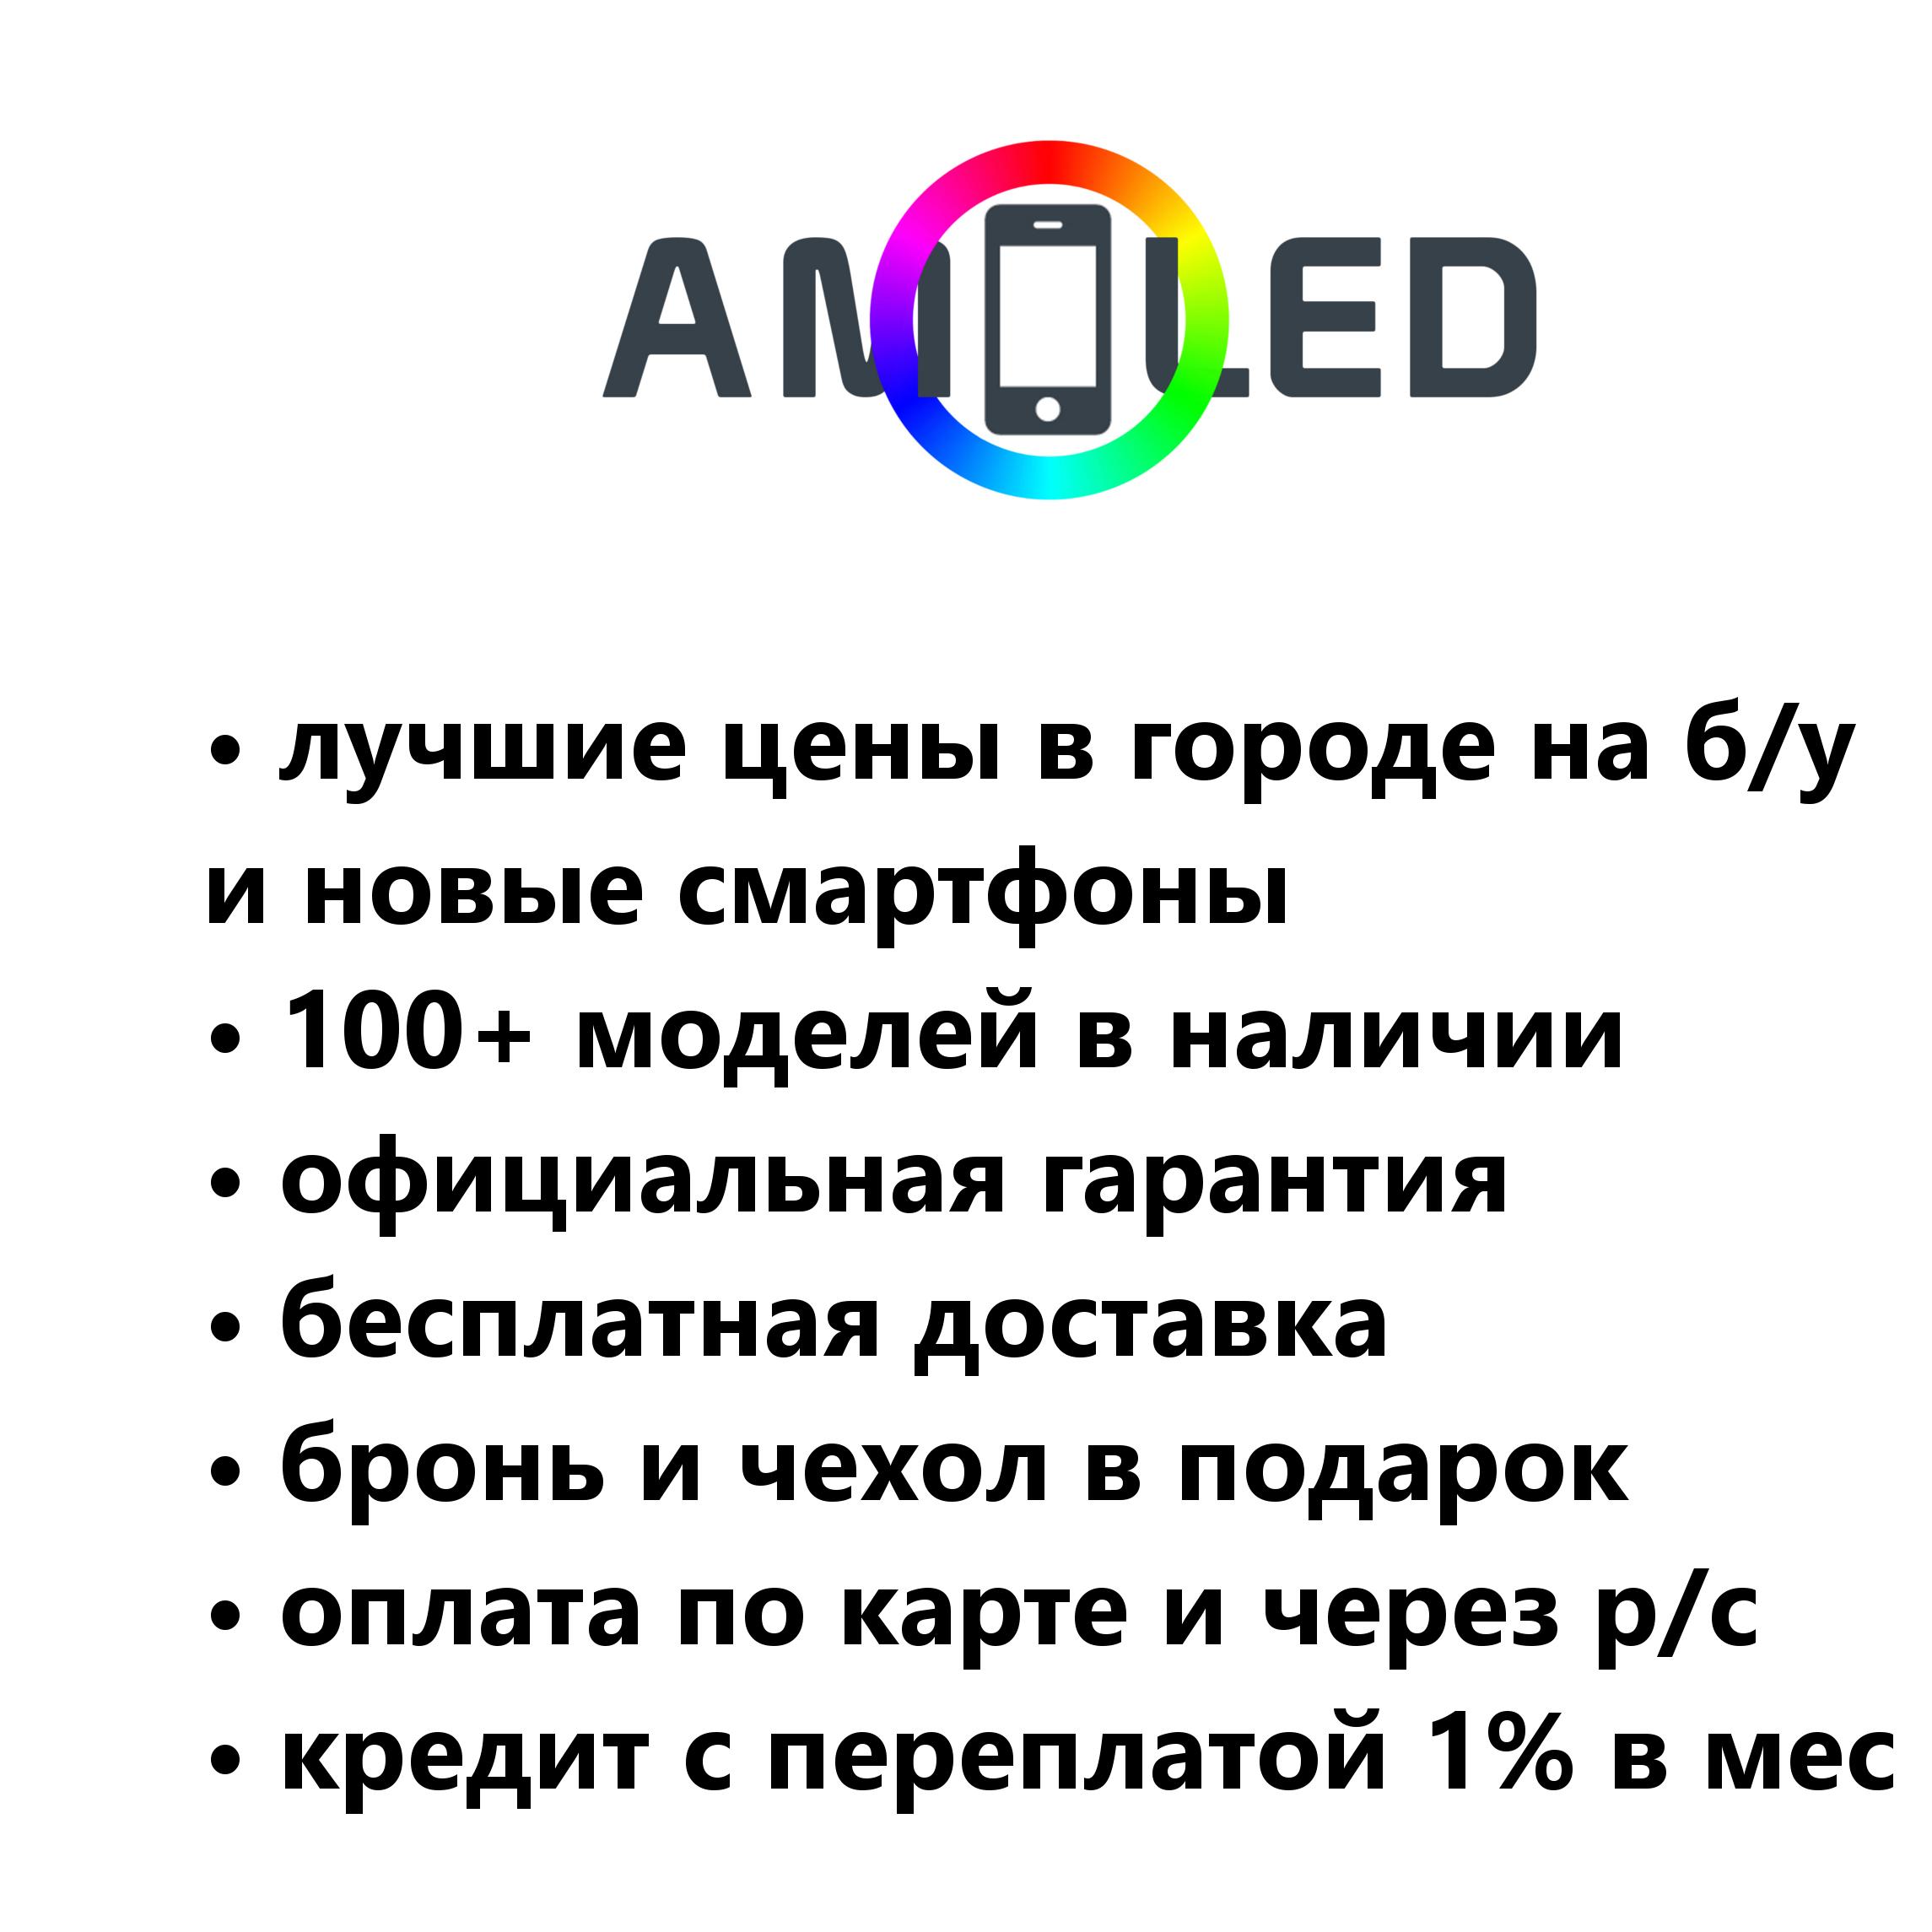 AMOLED
• лучшие цены в городе на б/у
и новые смартфоны
• 100+ моделей в наличии
• официальная гарантия
• бесплатная доставка
• бронь и чехол в подарок
• оплата по карте и через р/с
• кредит с переплатой 1% в мес